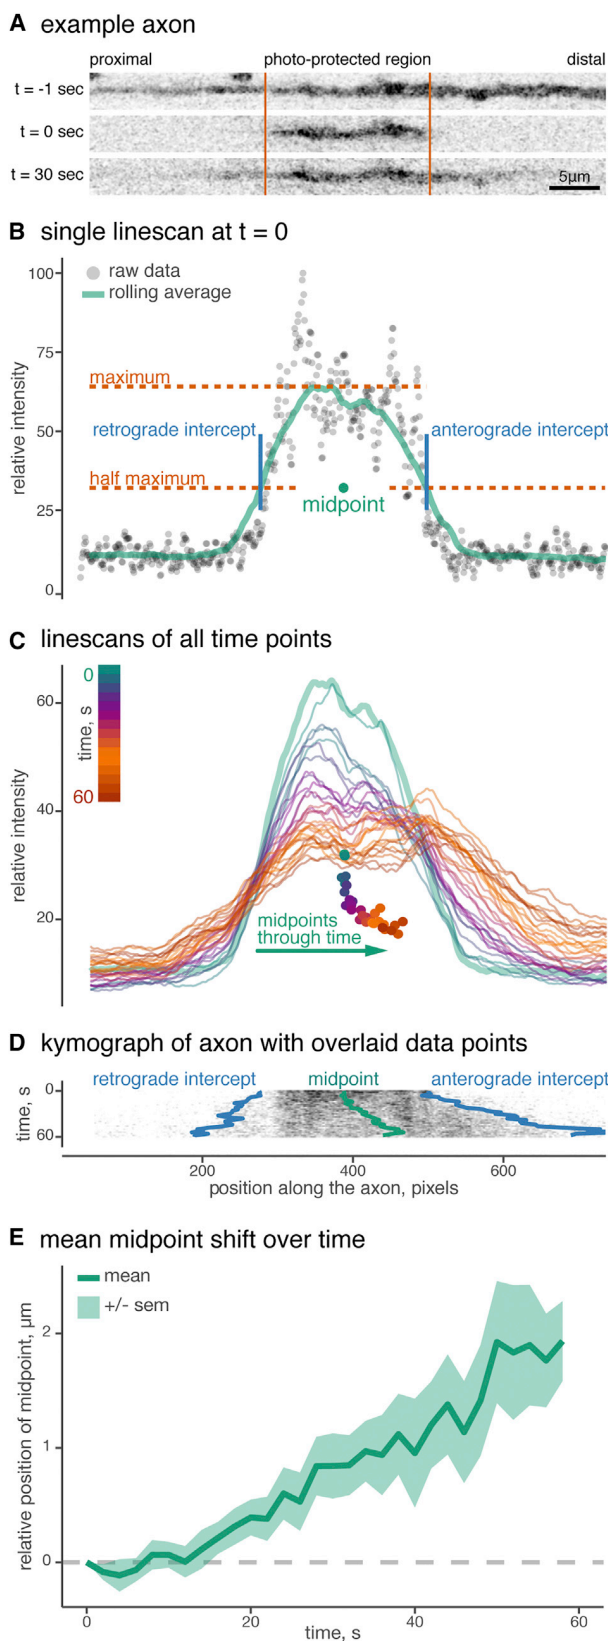 A example axon
proximal photo-protected region distal
t = -1 sec
t = 0 sec
t = 30 sec
5µm
B single linescan at t = 0
100
75
50
25
0
relative intensity
raw data
rolling average
maximum
retrograde intercept
anterograde intercept
half maximum
midpoint
C linescans of all time points
60
40
20
relative intensity
0
time, s
60
midpoints
through time
D kymograph of axon with overlaid data points
retrograde intercept midpoint anterograde intercept
0
time, s
60
200 400 600
position along the axon, pixels
E mean midpoint shift over time
mean
+/- sem
2
1
0
relative position of midpoint, µm
0 20 40 60
time, s